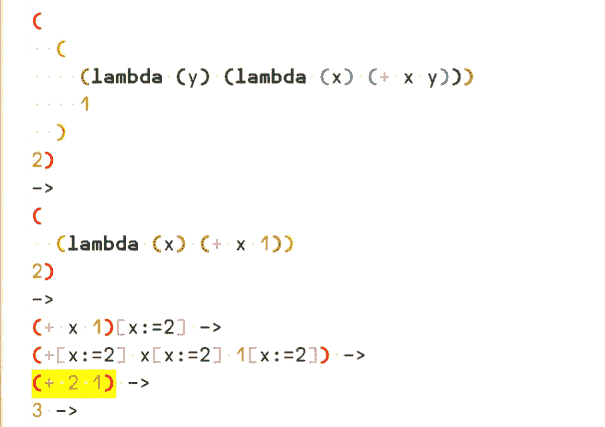 (
(
(lambda (y) (lambda (x) (+ x y)))
1
)
2)
->
(
(lambda (x) (+ x 1))
2)
->
(+ x 1)[x:=2] ->
(+[x:=2] x[x:=2] 1[x:=2]) ->
(+ 2 1) ->
3 ->